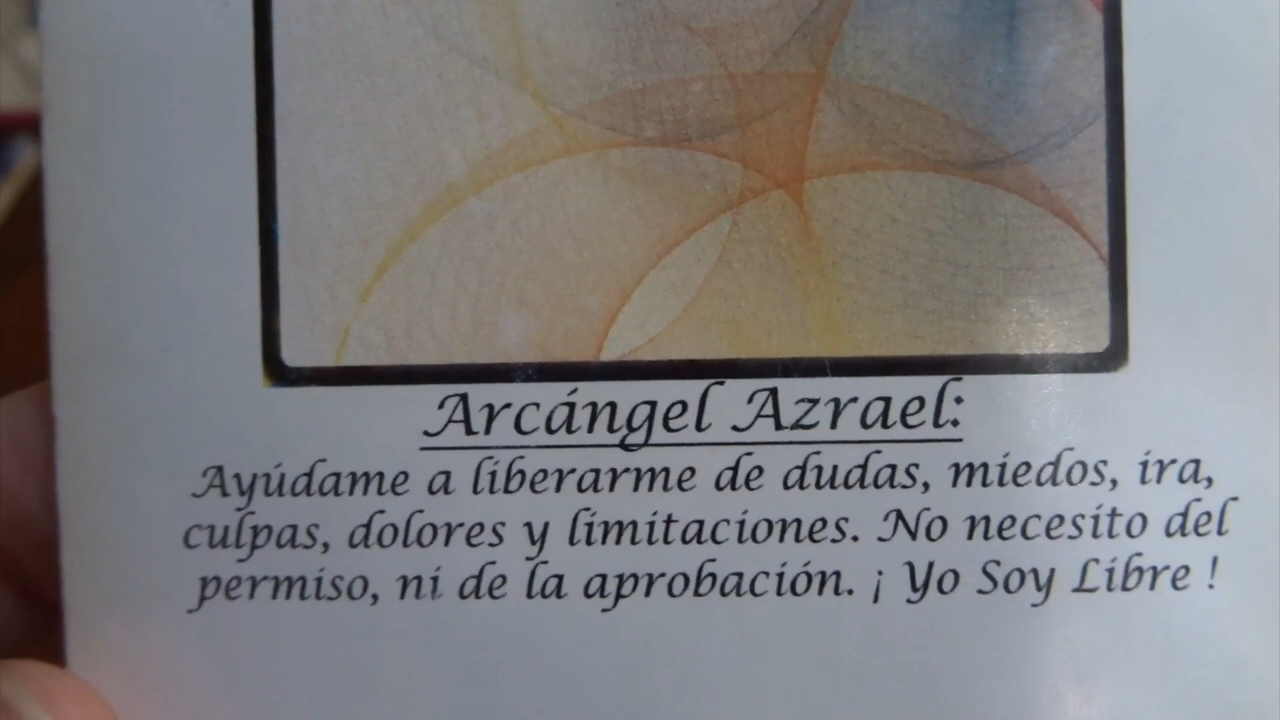 Arcángel Azrael:
Ayúdame a liberarme de dudas, miedos, ira,
culpas, dolores y limitaciones. No necesito del
permiso, ni de la aprobación. ¡ Yo Soy Libre !